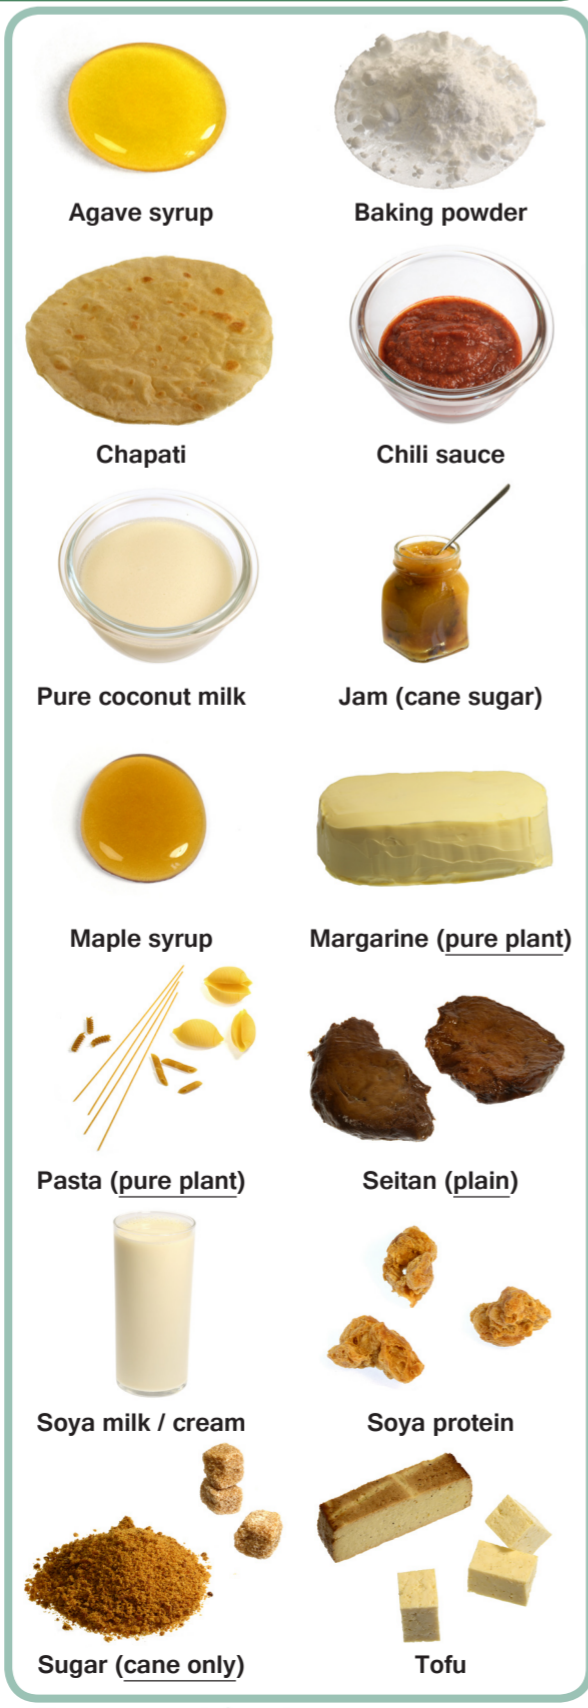 Agave syrup
Baking powder
Chapati
Chili sauce
Pure coconut milk
Jam (cane sugar)
Maple syrup
Margarine (pure plant)
Pasta (pure plant)
Seitan (plain)
Soya milk / cream
Soya protein
Sugar (cane only)
Tofu